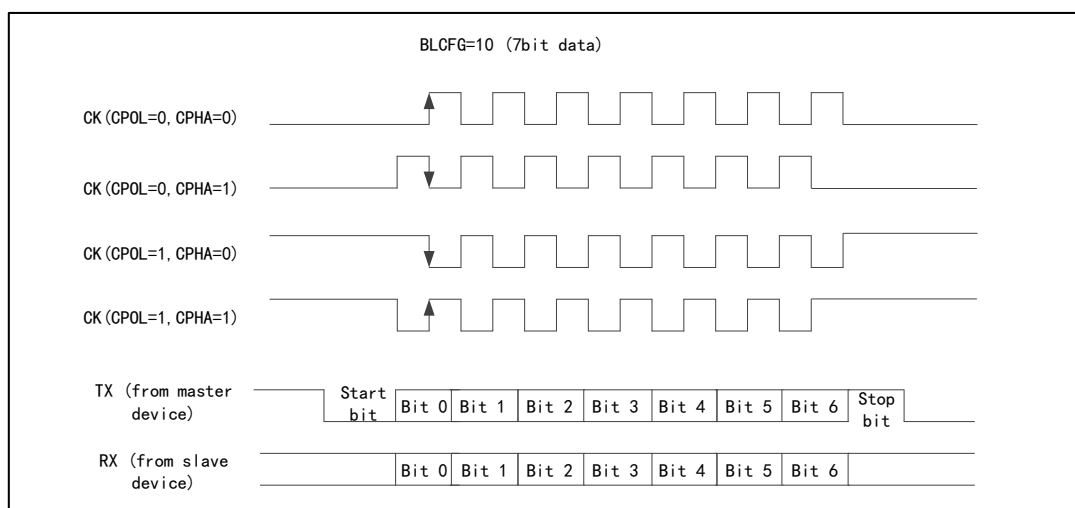 BLCFG=10 (7bit data)
CK(CPOL=0, CPHA=0)
CK(CPOL=0, CPHA=1)
CK(CPOL=1, CPHA=0)
CK(CPOL=1, CPHA=1)
TX (from master
device)
Start
bit
Bit 0 Bit 1 Bit 2 Bit 3 Bit 4 Bit 5 Bit 6
Stop
bit
RX (from slave
device)
Bit 0 Bit 1 Bit 2 Bit 3 Bit 4 Bit 5 Bit 6